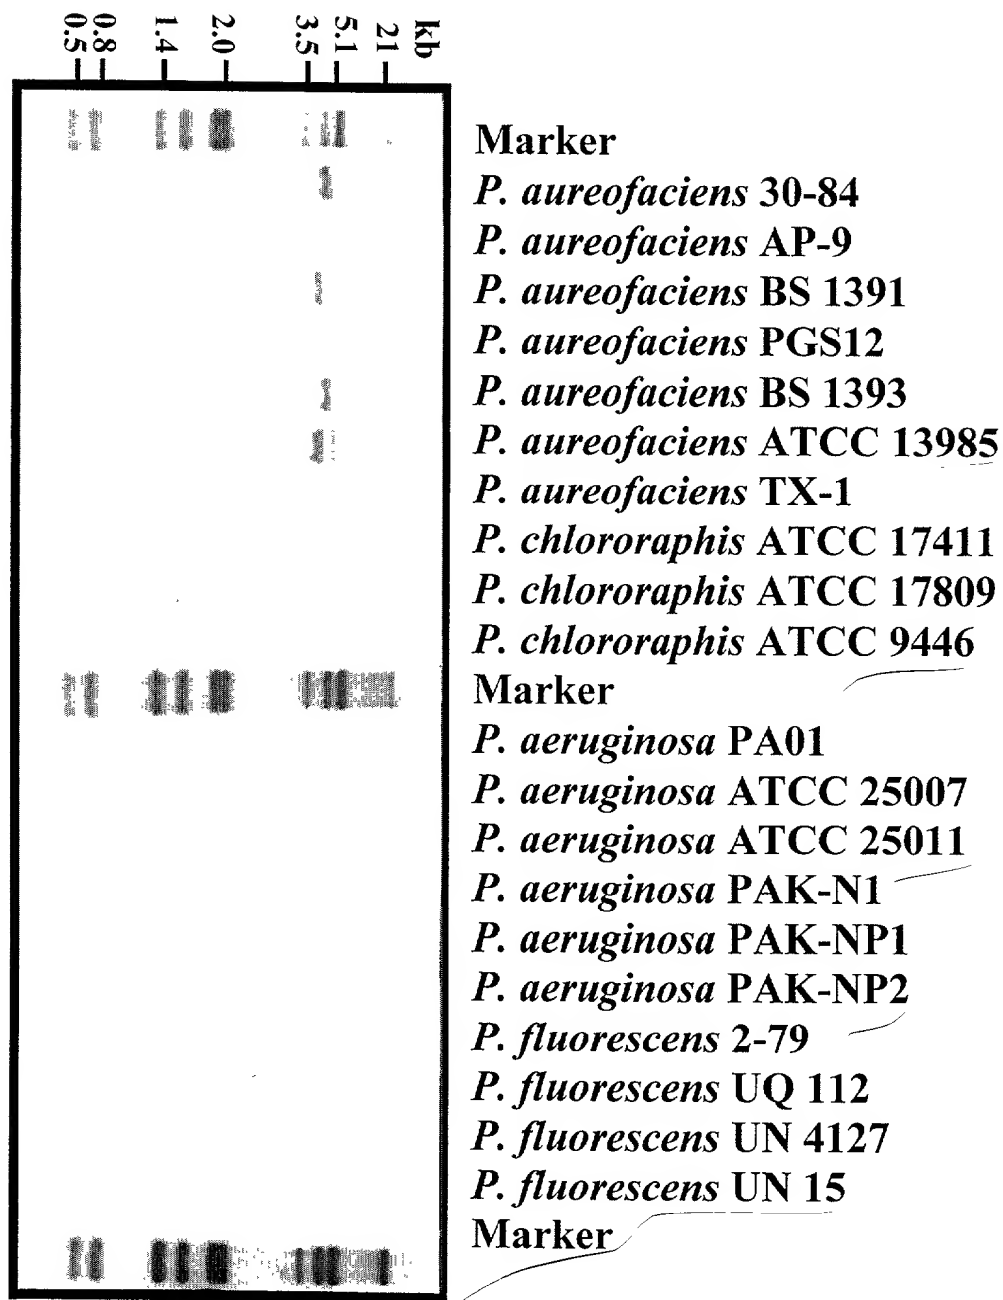 0.5
0.8
1.4
2.0
3.5
5.1
21
kb
Marker
P. aureofaciens 30-84
P. aureofaciens AP-9
P. aureofaciens BS 1391
P. aureofaciens PGS12
P. aureofaciens BS 1393
P. aureofaciens ATCC 13985
P. aureofaciens TX-1
P. chlororaphis ATCC 17411
P. chlororaphis ATCC 17809
P. chlororaphis ATCC 9446
Marker
P. aeruginosa PA01
P. aeruginosa ATCC 25007
P. aeruginosa ATCC 25011
P. aeruginosa PAK-N1
P. aeruginosa PAK-NP1
P. aeruginosa PAK-NP2
P. fluorescens 2-79
P. fluorescens UQ 112
P. fluorescens UN 4127
P. fluorescens UN 15
Marker